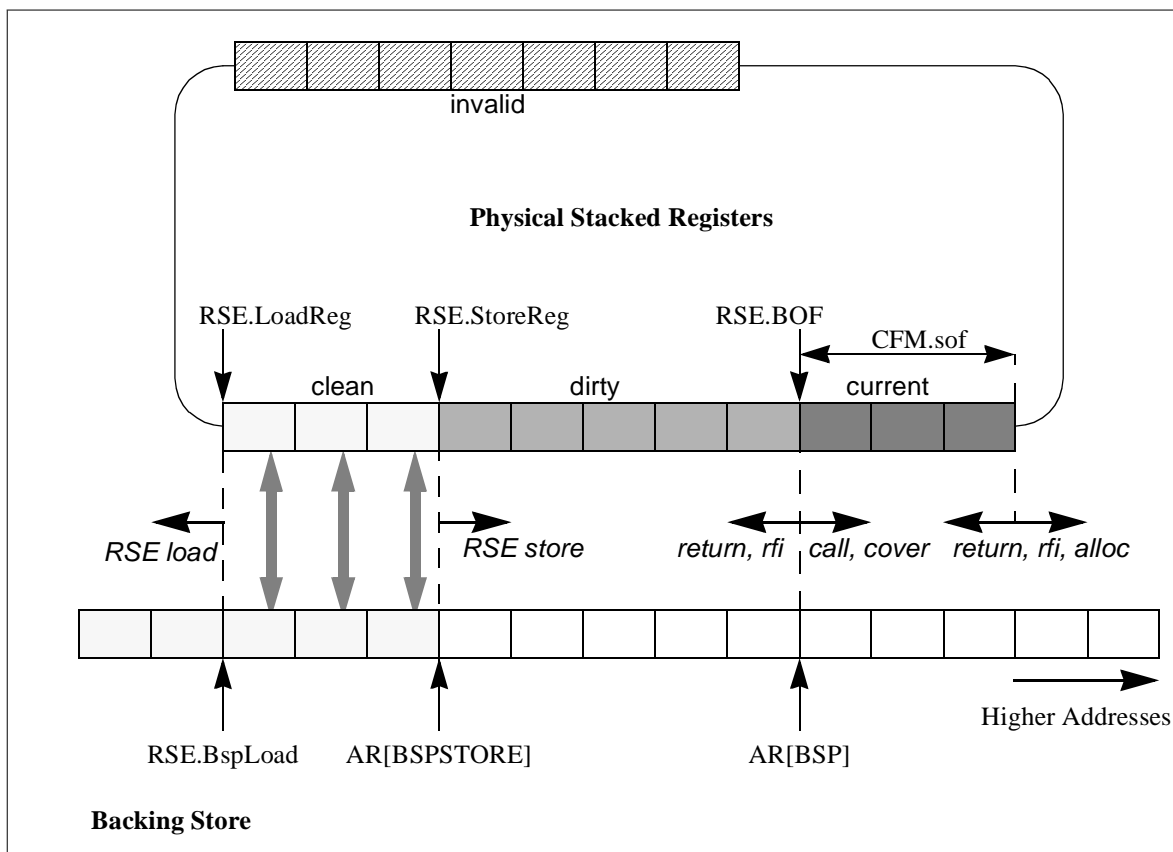 invalid
Physical Stacked Registers
RSE.LoadReg RSE.StoreReg RSE.BOF
CFM.sof
clean dirty current
RSE load RSE store return, rfi call, cover return, rfi, alloc
Higher Addresses
RSE.BspLoad AR[BSPSTORE] AR[BSP]
Backing Store